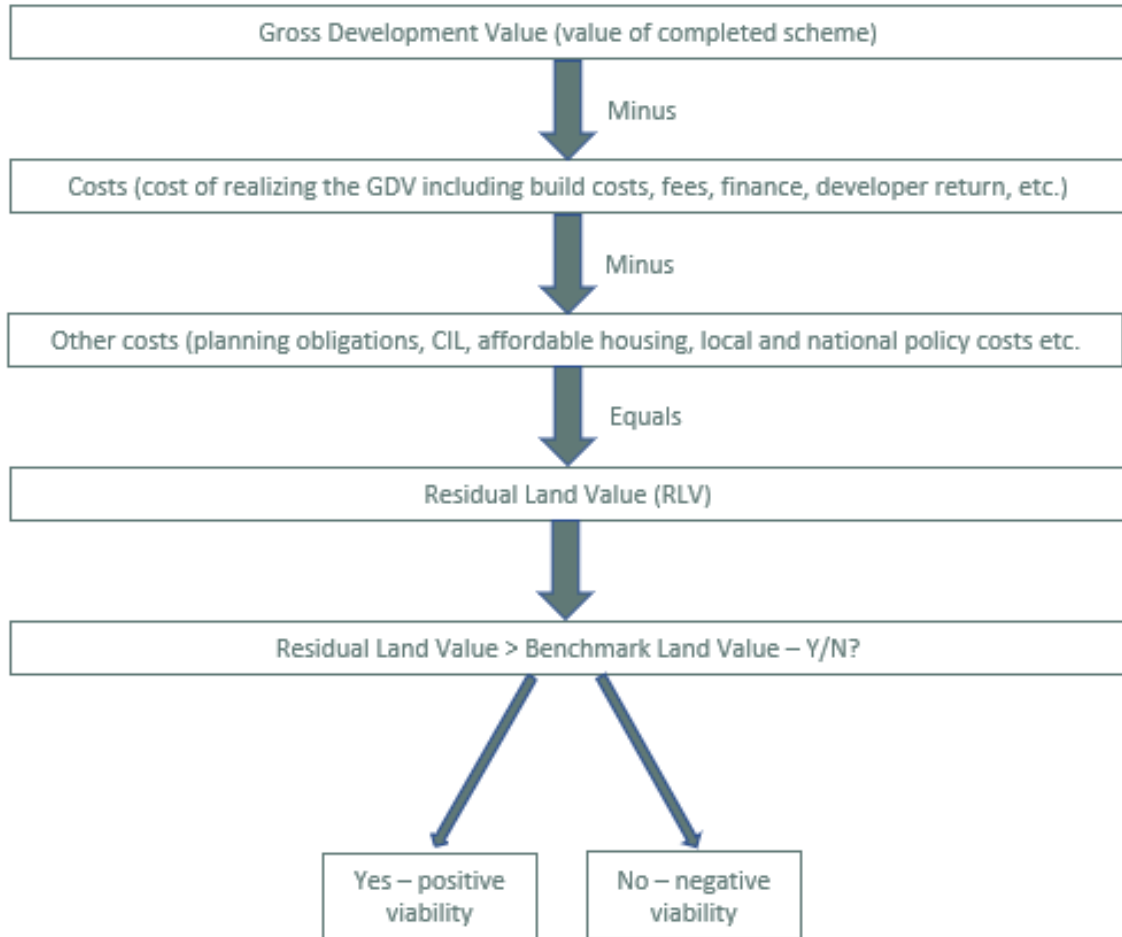 Gross Development Value (value of completed scheme)
Minus
Costs (cost of realizing the GDV including build costs, fees, finance, developer return, etc.)
Minus
Other costs (planning obligations, CIL, affordable housing, local and national policy costs etc.
Equals
Residual Land Value (RLV)
Residual Land Value > Benchmark Land Value – Y/N?
Yes – positive
viability
No – negative
viability